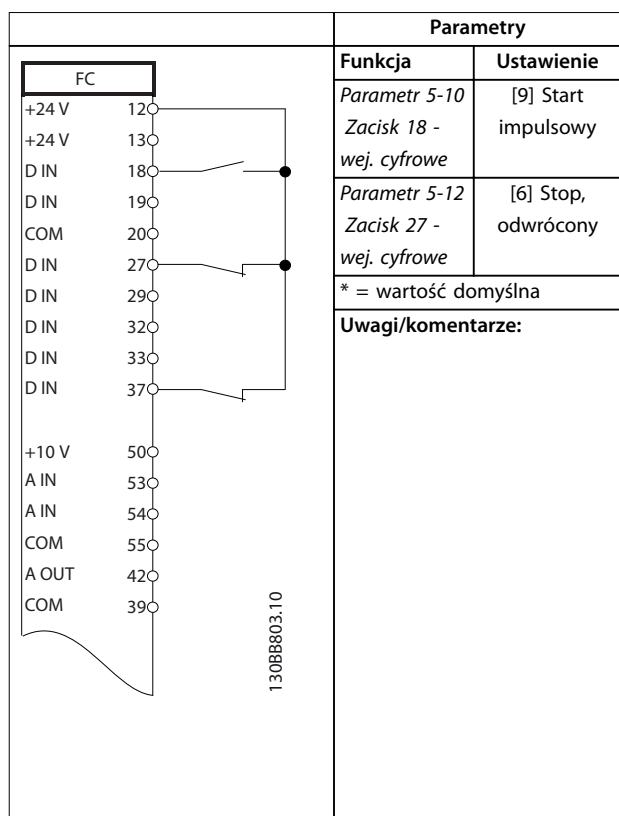 FC
+24 V 12
+24 V 13
D IN 18
D IN 19
COM 20
D IN 27
D IN 29
D IN 32
D IN 33
D IN 37
+10 V 50
A IN 53
A IN 54
COM 55
A OUT 42
COM 39
130BB803.10
Parametry
Funkcja Ustawienie
Parametr 5-10 [9] Start
Zacisk 18 - impulsowy
wej. cyfrowe
Parametr 5-12 [6] Stop,
Zacisk 27 - odwrócony
wej. cyfrowe
* = wartość domyślna
Uwagi/komentarze: